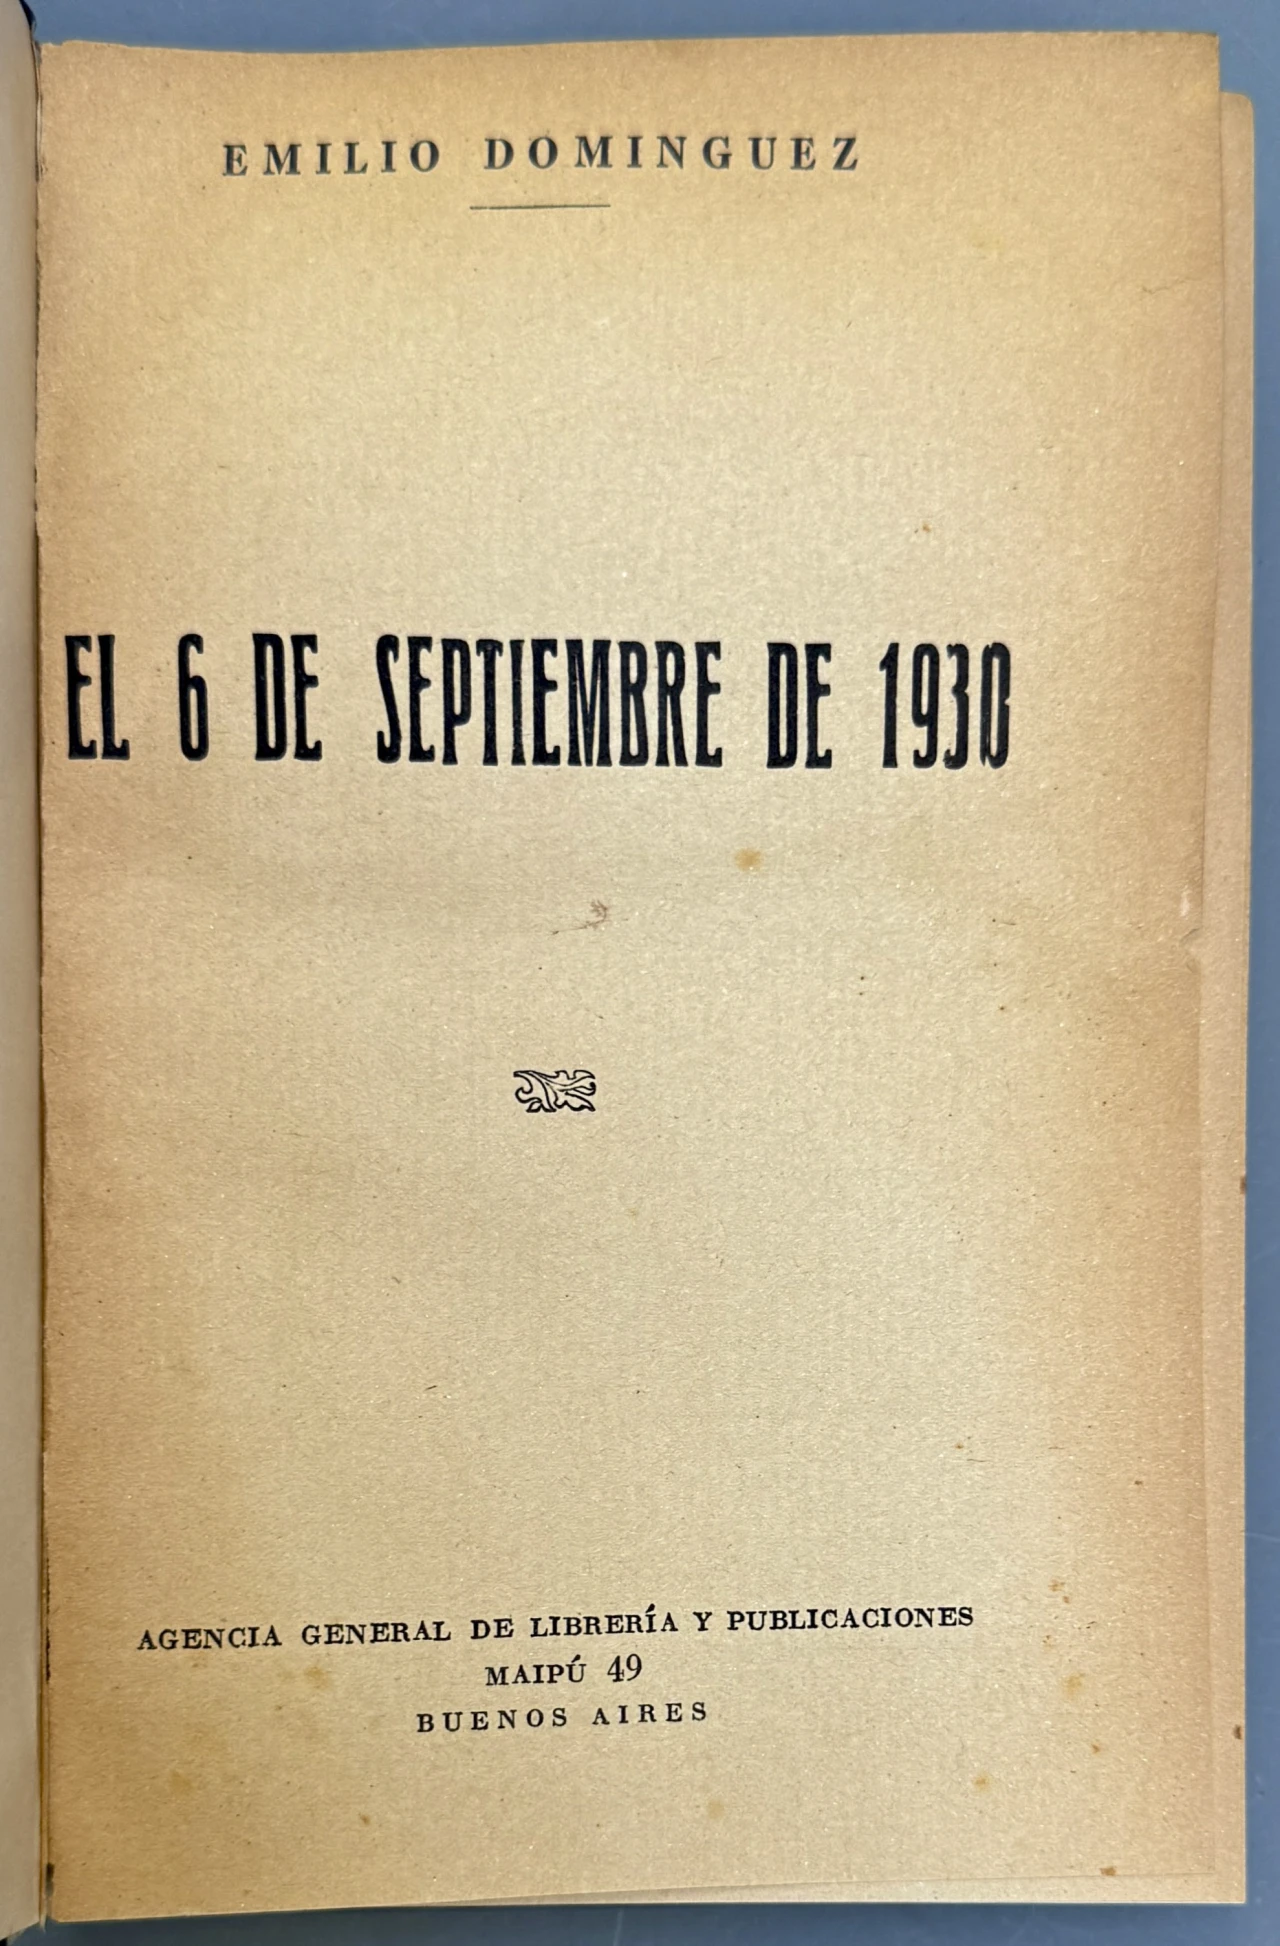 EMILIO DOMINGUEZ
EL 6 DE SEPTIEMBRE DE 1930
AGENCIA GENERAL DE LIBRERÍA Y PUBLICACIONES
MAIPÚ 49
BUENOS AIRES